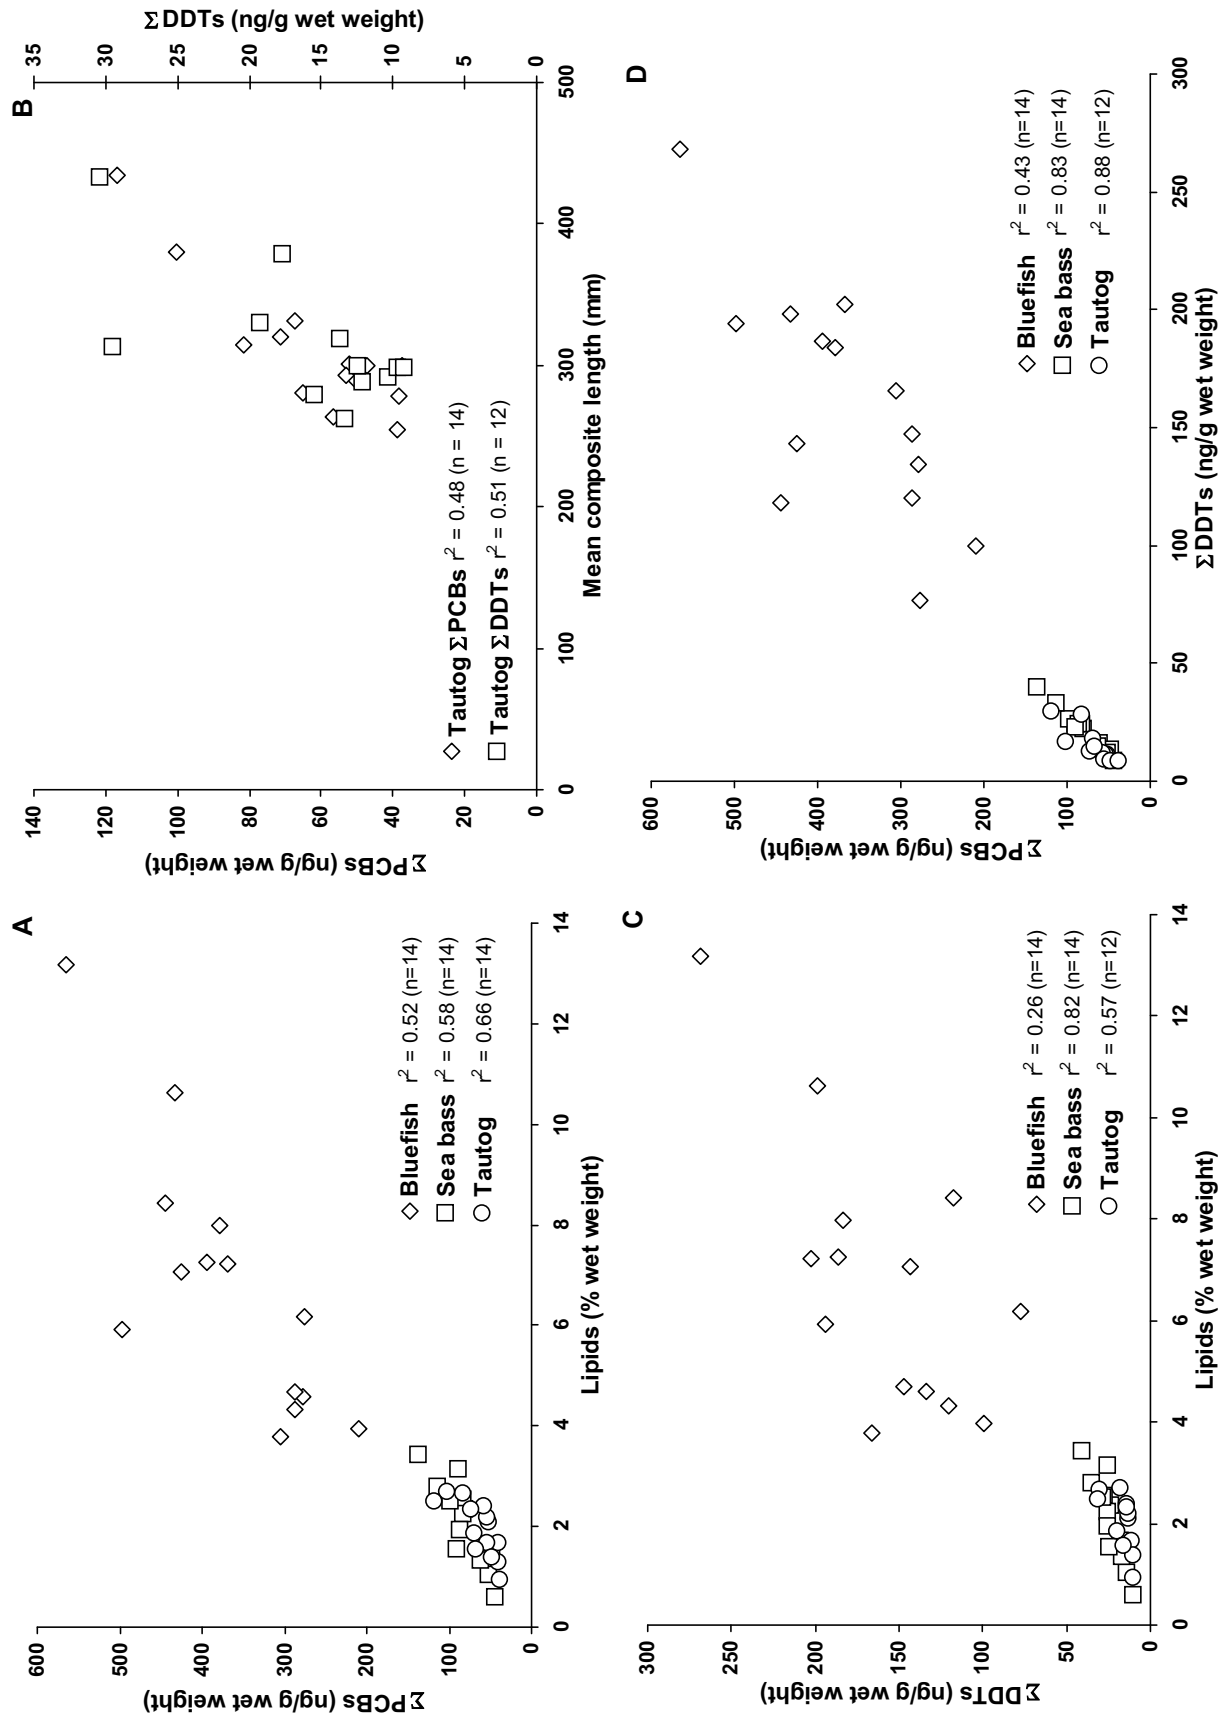 A
ΣPCBs (ng/g wet weight)
600
500
400
300
200
100
0
0
2
4
6
8
10
12
14
Lipids (% wet weight)
Bluefish r² = 0.52 (n=14)
Sea bass r² = 0.58 (n=14)
Tautog r² = 0.66 (n=14)
B
ΣPCBs (ng/g wet weight)
140
120
100
80
60
40
20
0
0
100
200
300
400
500
Mean composite length (mm)
ΣDDTs (ng/g wet weight)
35
30
25
20
15
10
5
0
Tautog ΣPCBs r² = 0.48 (n = 14)
Tautog ΣDDTs r² = 0.51 (n = 12)
C
ΣDDTs (ng/g wet weight)
300
250
200
150
100
50
0
0
2
4
6
8
10
12
14
Lipids (% wet weight)
Bluefish r² = 0.26 (n=14)
Sea bass r² = 0.82 (n=14)
Tautog r² = 0.57 (n=12)
D
ΣPCBs (ng/g wet weight)
600
500
400
300
200
100
0
0
50
100
150
200
250
300
ΣDDTs (ng/g wet weight)
Bluefish r² = 0.43 (n=14)
Sea bass r² = 0.83 (n=14)
Tautog r² = 0.88 (n=12)